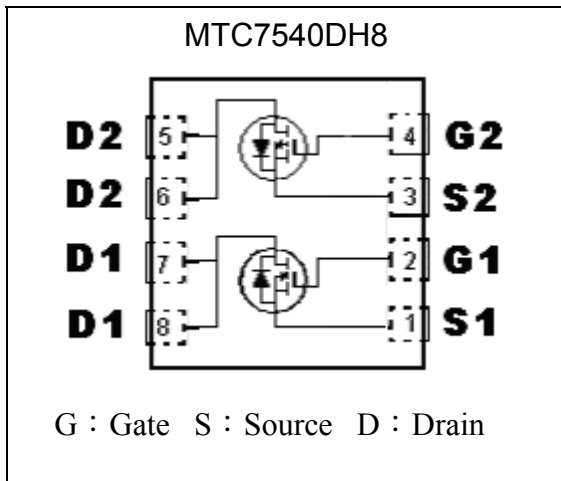 MTC7540DH8
D2 5 4 G2
D2 6 3 S2
D1 7 2 G1
D1 8 1 S1
G：Gate S：Source D：Drain